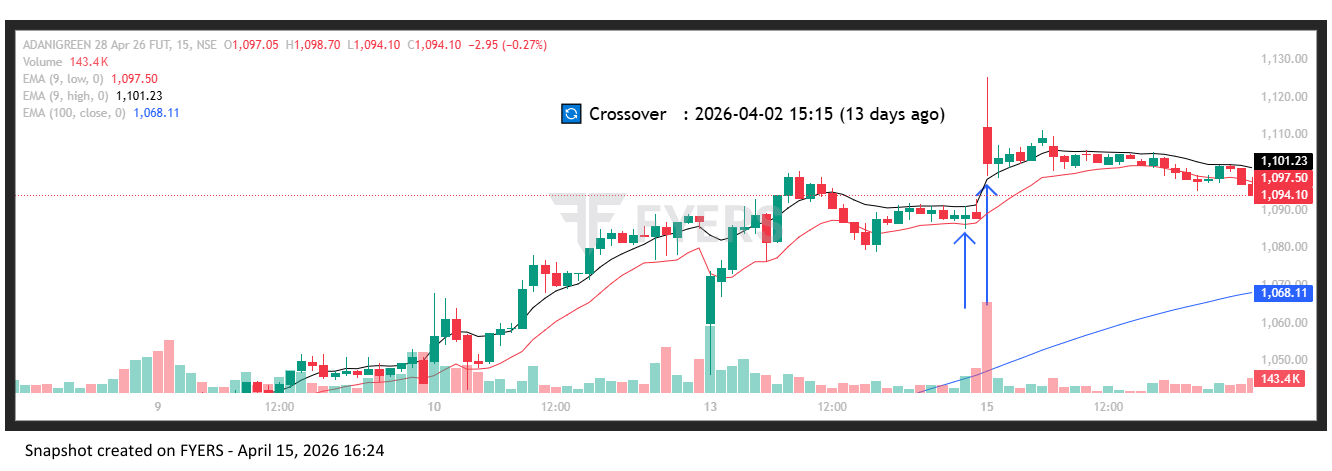 ADANIGREEN 28 Apr 26 FUT, 15, NSE O1,097.05 H1,098.70 L1,094.10 C1,094.10 −2.95 (−0.27%)
Volume 143.4K
EMA (9, low, 0) 1,097.50
EMA (9, high, 0) 1,101.23
EMA (100, close, 0) 1,068.11
Crossover : 2026-04-02 15:15 (13 days ago)
FYERS
1,130.00
1,120.00
1,110.00
1,101.23
1,097.50
1,094.10
1,090.00
1,080.00
1,070.00
1,068.11
1,060.00
1,050.00
143.4K
9 12:00 10 12:00 13 12:00 15 12:00
Snapshot created on FYERS - April 15, 2026 16:24